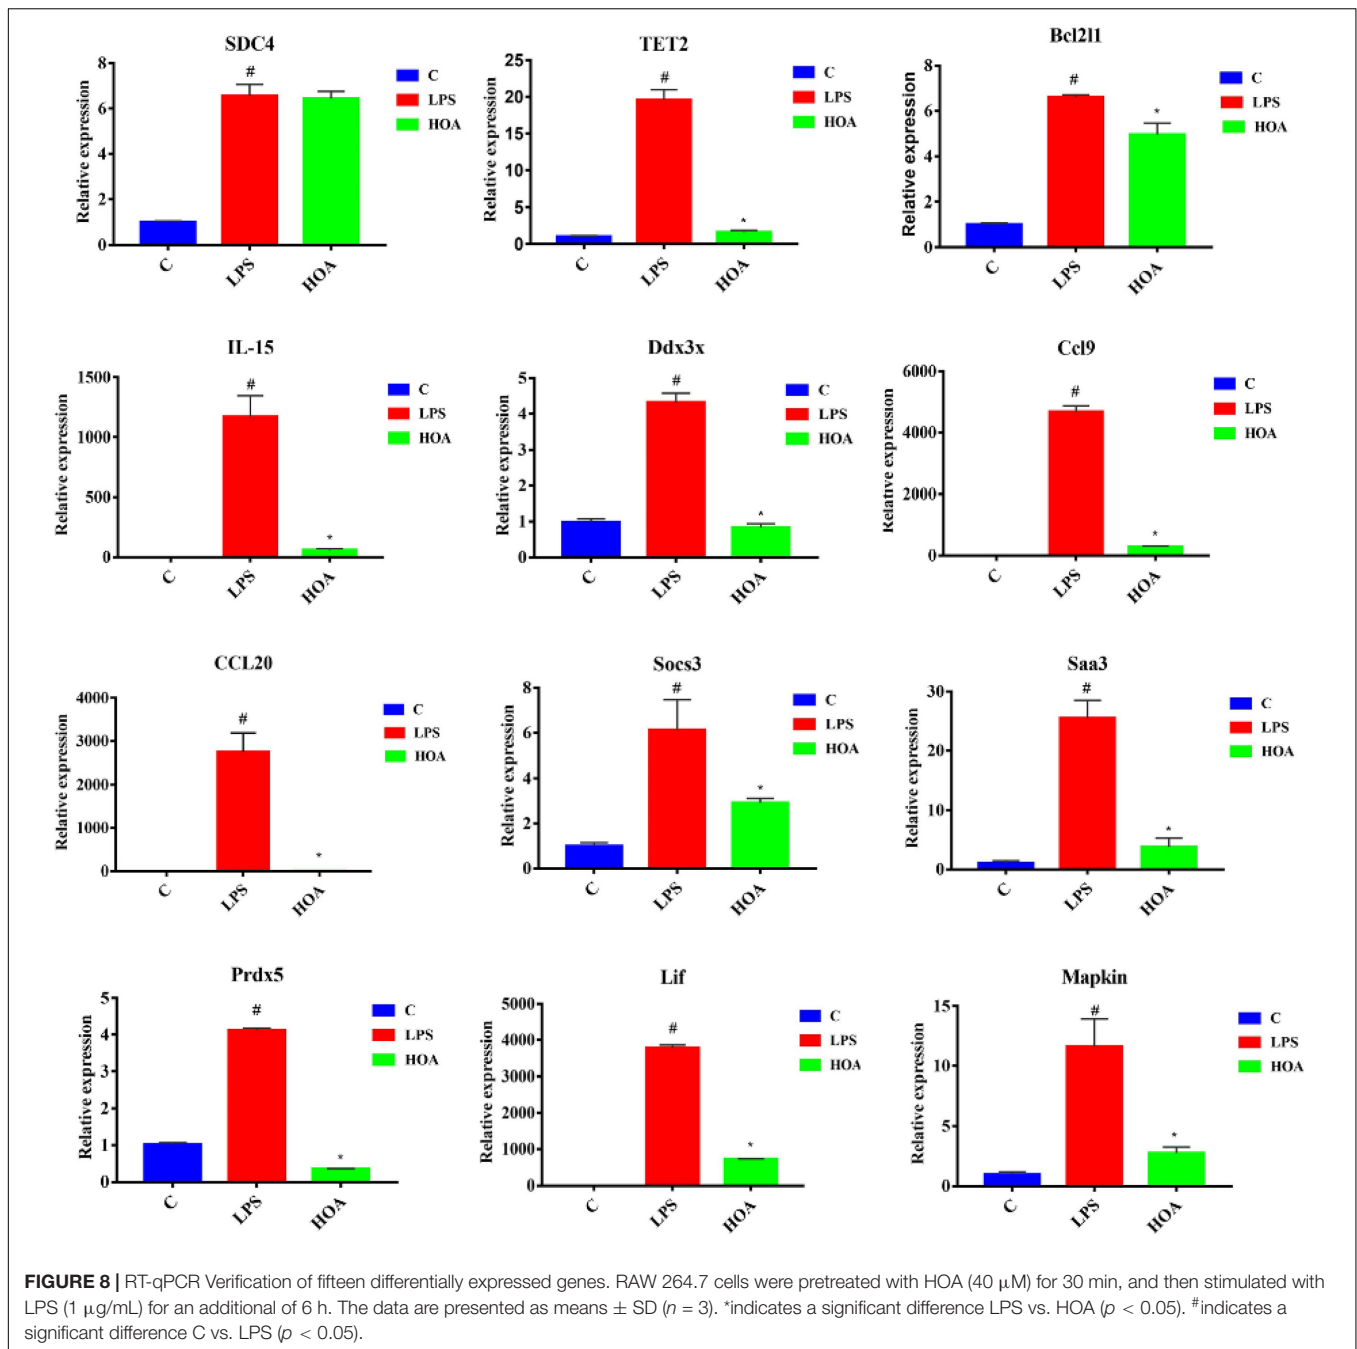 SDC4
Relative expression
8
6
4
2
0
#
C
LPS
HOA
C
LPS
HOA
TET2
Relative expression
25
20
15
10
5
0
#
*
C
LPS
HOA
C
LPS
HOA
Bcl2l1
Relative expression
8
6
4
2
0
#
*
C
LPS
HOA
C
LPS
HOA
IL-15
Relative expression
1500
1000
500
0
#
*
C
LPS
HOA
C
LPS
HOA
Ddx3x
Relative expression
5
4
3
2
1
0
#
*
C
LPS
HOA
C
LPS
HOA
Ccl9
Relative expression
6000
4000
2000
0
#
*
C
LPS
HOA
C
LPS
HOA
CCL20
Relative expression
4000
3000
2000
1000
0
#
*
C
LPS
HOA
C
LPS
HOA
Socs3
Relative expression
8
6
4
2
0
#
*
C
LPS
HOA
C
LPS
HOA
Saa3
Relative expression
30
20
10
0
#
*
C
LPS
HOA
C
LPS
HOA
Prdx5
Relative expression
5
4
3
2
1
0
#
*
C
LPS
HOA
C
LPS
HOA
Lif
Relative expression
5000
4000
3000
2000
1000
0
#
*
C
LPS
HOA
C
LPS
HOA
Mapkin
Relative expression
15
10
5
0
#
*
C
LPS
HOA
C
LPS
HOA
FIGURE 8 | RT-qPCR Verification of fifteen differentially expressed genes. RAW 264.7 cells were pretreated with HOA (40 μM) for 30 min, and then stimulated with
LPS (1 μg/mL) for an additional of 6 h. The data are presented as means ± SD (n = 3). *indicates a significant difference LPS vs. HOA (p < 0.05). #indicates a
significant difference C vs. LPS (p < 0.05).